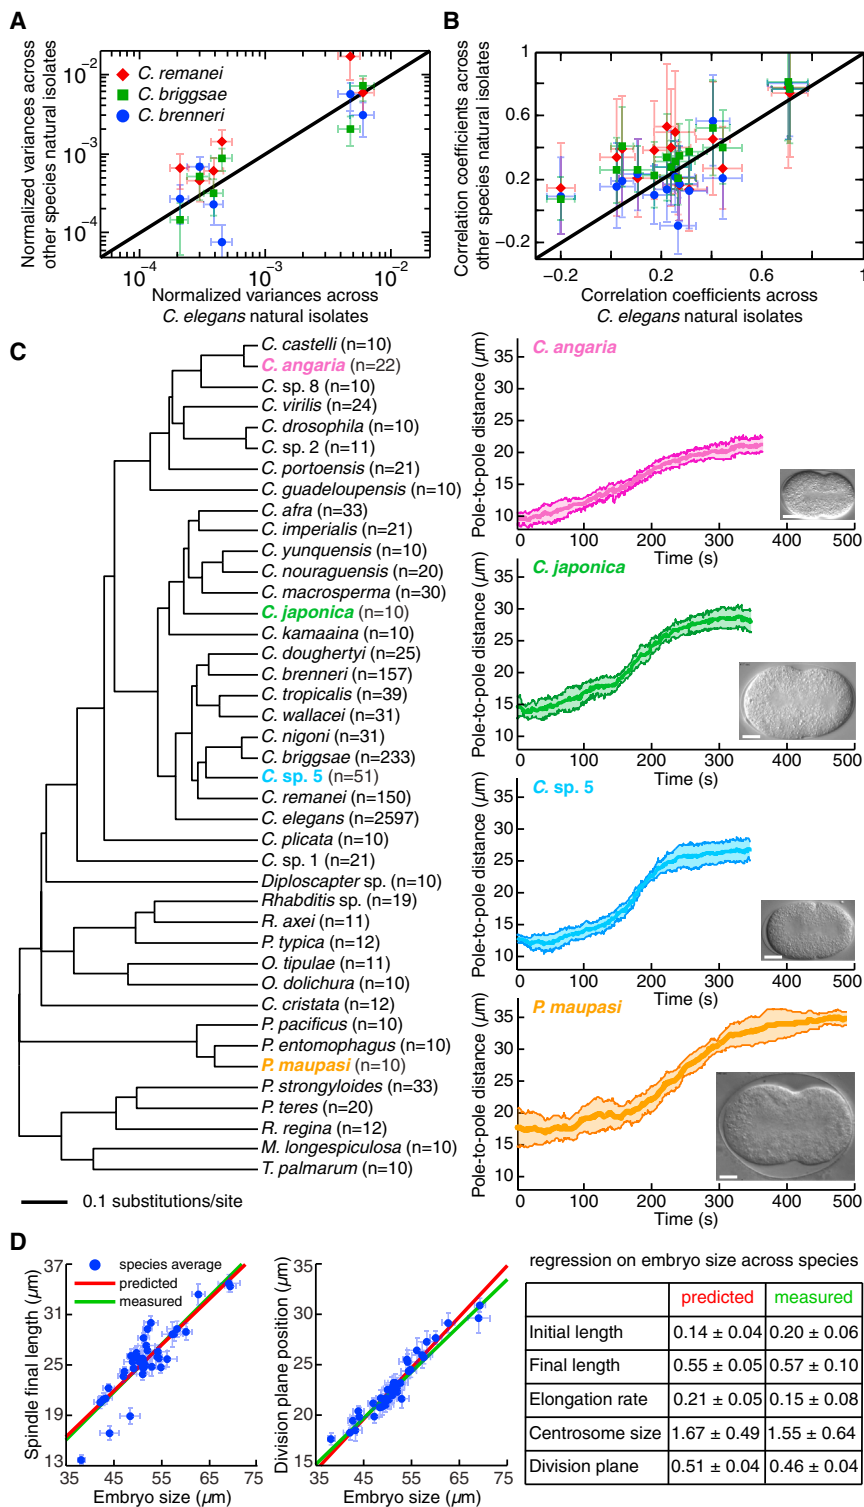 A
Normalized variances across
other species natural isolates
10−2
10−3
10−4
C. remanei
C. briggsae
C. brenneri
10−4
10−3
10−2
Normalized variances across
C. elegans natural isolates
B
Correlation coefficients across
other species natural isolates
1
0.6
0.2
−0.2
−0.2
0.2
0.6
1
Correlation coefficients across
C. elegans natural isolates
C
C. castelli (n=10)
C. angaria (n=22)
C. sp. 8 (n=10)
C. virilis (n=24)
C. drosophila (n=10)
C. sp. 2 (n=11)
C. portoensis (n=21)
C. guadeloupensis (n=10)
C. afra (n=33)
C. imperialis (n=21)
C. yunquensis (n=10)
C. nouraguensis (n=20)
C. macrosperma (n=30)
C. japonica (n=10)
C. kamaaina (n=10)
C. doughertyi (n=25)
C. brenneri (n=157)
C. tropicalis (n=39)
C. wallacei (n=31)
C. nigoni (n=31)
C. briggsae (n=233)
C. sp. 5 (n=51)
C. remanei (n=150)
C. elegans (n=2597)
C. plicata (n=10)
C. sp. 1 (n=21)
Diploscapter sp. (n=10)
Rhabditis sp. (n=19)
R. axei (n=11)
P. typica (n=12)
O. tipulae (n=11)
O. dolichura (n=10)
C. cristata (n=12)
P. pacificus (n=10)
P. entomophagus (n=10)
P. maupasi (n=10)
P. strongyloides (n=33)
P. teres (n=20)
R. regina (n=12)
M. longespiculosa (n=10)
T. palmarum (n=10)
0.1 substitutions/site
C. angaria
Pole-to-pole distance (µm)
35
30
25
20
15
10
0 100 200 300 400 500
Time (s)
C. japonica
Pole-to-pole distance (µm)
35
30
25
20
15
10
0 100 200 300 400 500
Time (s)
C. sp. 5
Pole-to-pole distance (µm)
35
30
25
20
15
10
0 100 200 300 400 500
Time (s)
P. maupasi
Pole-to-pole distance (µm)
35
30
25
20
15
10
0 100 200 300 400 500
Time (s)
D
Spindle final length (µm)
37
31
25
19
13
species average
predicted
measured
35 45 55 65 75
Embryo size (µm)
Division plane position (µm)
35
30
25
20
15
35 45 55 65 75
Embryo size (µm)
regression on embryo size across species
predicted measured
Initial length 0.14 ± 0.04 0.20 ± 0.06
Final length 0.55 ± 0.05 0.57 ± 0.10
Elongation rate 0.21 ± 0.05 0.15 ± 0.08
Centrosome size 1.67 ± 0.49 1.55 ± 0.64
Division plane 0.51 ± 0.04 0.46 ± 0.04